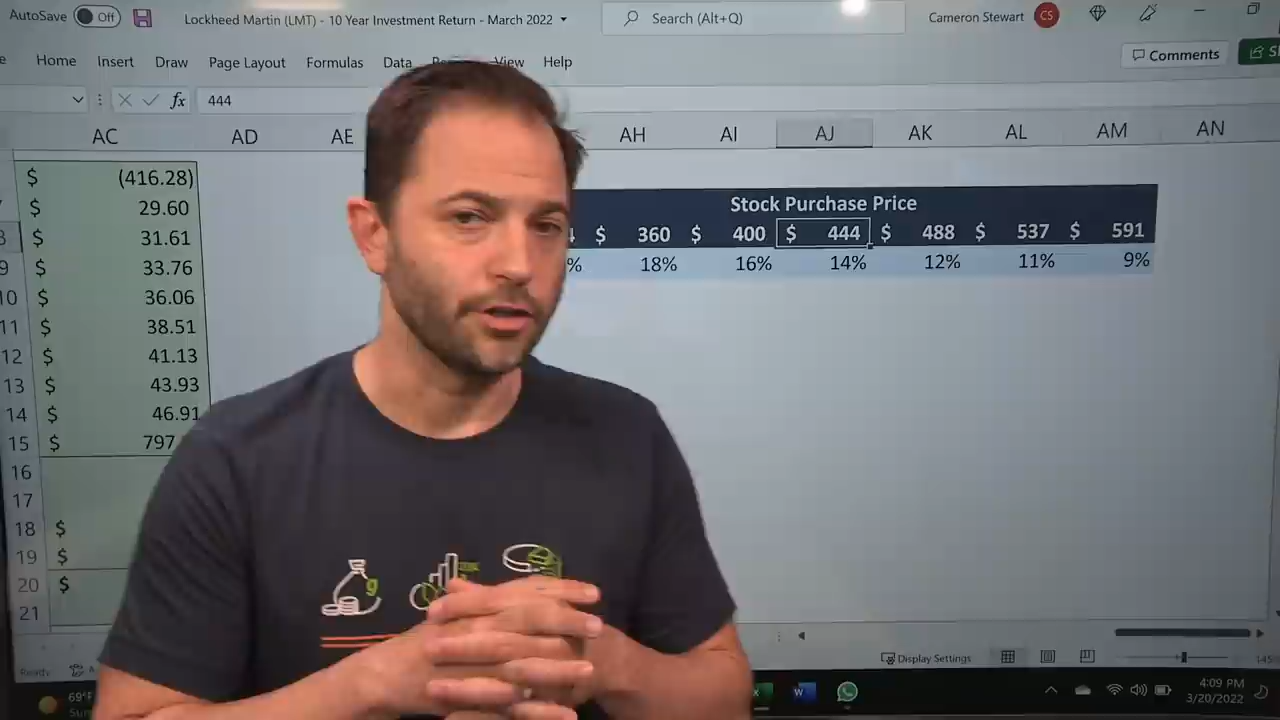 AutoSave Off Lockheed Martin (LMT) - 10 Year Investment Return - March 2022 Search (Alt+Q) Cameron Stewart CS
Home Insert Draw Page Layout Formulas Data View Help Comments
fx 444
AC AD AE AH AI AJ AK AL AM AN
$ (416.28)
$ 29.60
Stock Purchase Price
$ 31.61
$ 360 $ 400 $ 444 $ 488 $ 537 $ 591
9 $ 33.76
% 18% 16% 14% 12% 11% 9%
10 $ 36.06
11 $ 38.51
12 $ 41.13
13 $ 43.93
14 $ 46.91
15 $ 797.
16
17
18 $
19 $
20 $
21
Ready Display Settings 145%
69°F
4:09 PM
3/20/2022